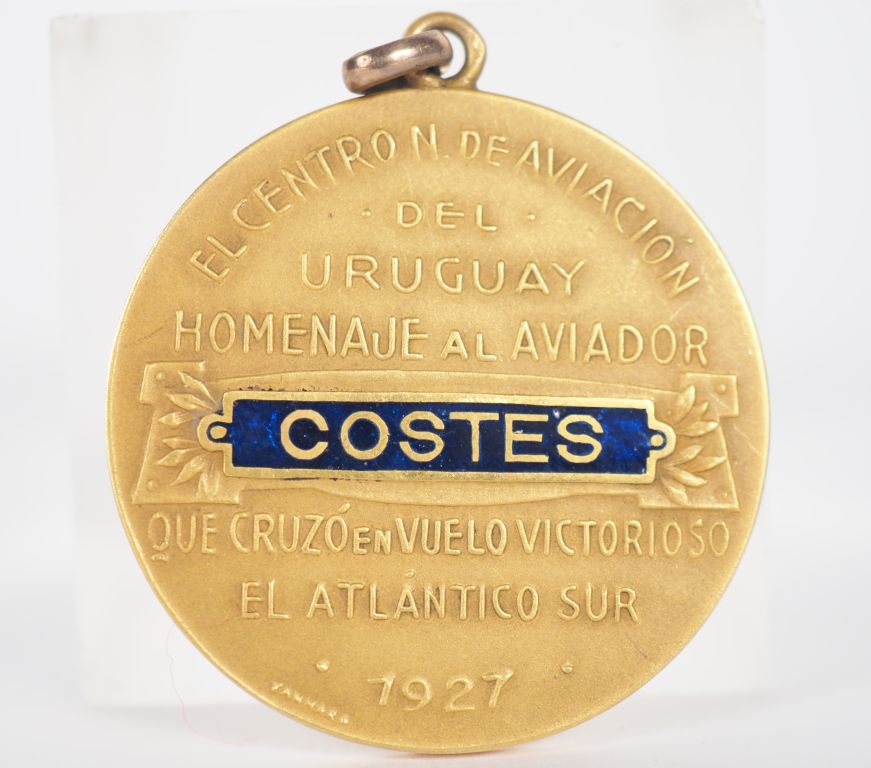 EL CENTRO N. DE AVIACIÓN
DEL
URUGUAY
HOMENAJE AL AVIADOR
COSTES
QUE CRUZÓ EN VUELO VICTORIOSO
EL ATLÁNTICO SUR
1927